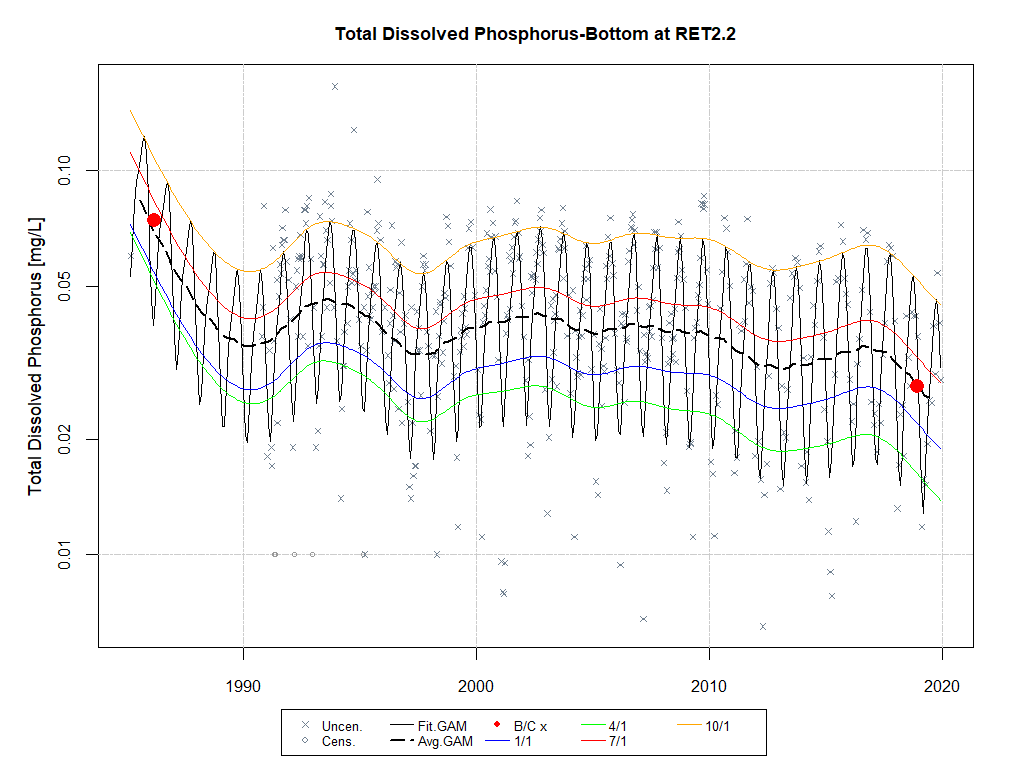 Total Dissolved Phosphorus-Bottom at RET2.2
Total Dissolved Phosphorus [mg/L]
0.10
0.05
0.02
0.01
1990 2000 2010 2020
Uncen. Fit.GAM B/C x 4/1 10/1
Cens. Avg.GAM 1/1 7/1